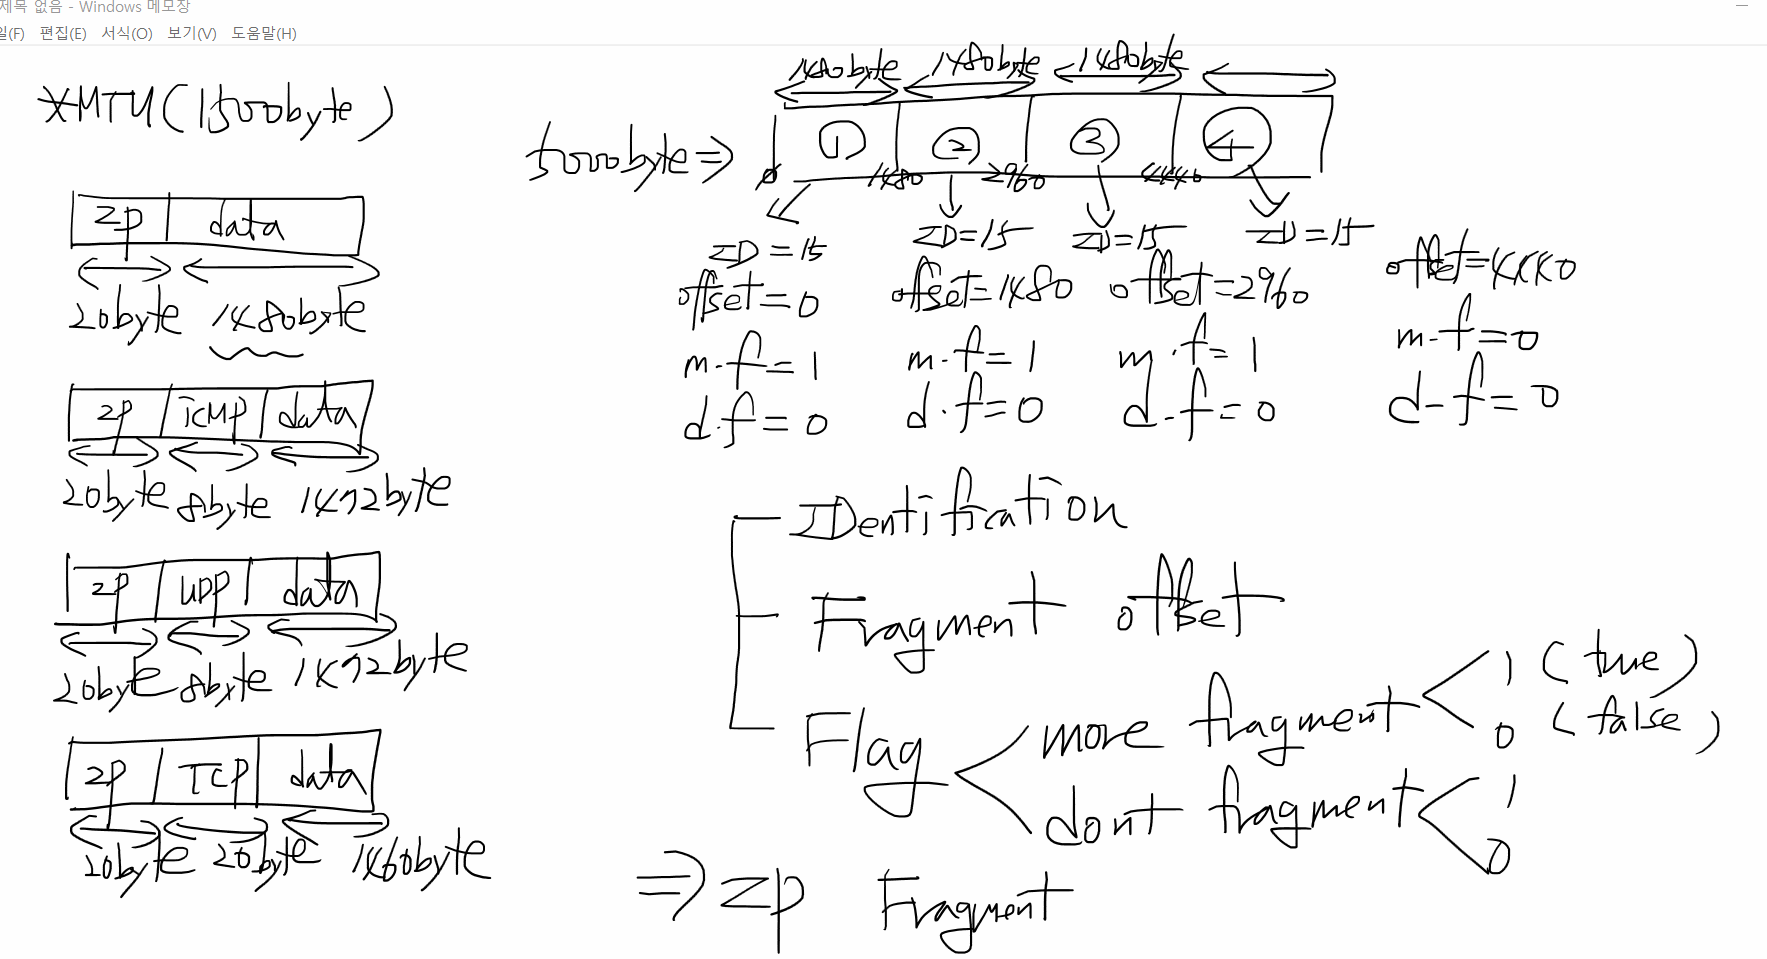 제목 없음 - Windows 메모장
일(F) 편집(E) 서식(O) 보기(V) 도움말(H)
*MTU(1500byte)
IP data
20byte 1480byte
IP ICMP data
20byte 8byte 1472byte
IP UDP data
20byte 8byte 1472byte
IP TCP data
20byte 20byte 1460byte
1480byte 1480byte 1480byte
5000byte⇒ ① ② ③ ④
0 1480 2960 4440
ID=15 ID=15 ID=15 ID=15
offset=0 offset=1480 offset=2960 offset=4440
m.f=1 m.f=1 m.f=1 m-f=0
d.f=0 d.f=0 d-f=0 d-f=0
IDentification
Fragment offset
Flag
more fragment
1 (true)
0 (false)
dont fragment
1
0
⇒ IP Fragment